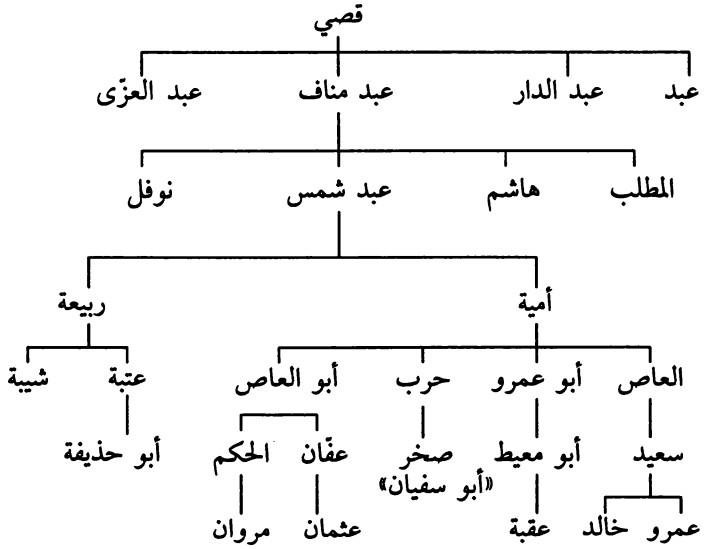 قصي
عبد عبد الدار عبد مناف عبد العزّى
المطلب هاشم عبد شمس نوفل
أمية ربيعة
العاص أبو عمرو حرب أبو العاص عتبة شيبة
سعيد أبو معيط صخر عفّان الحكم أبو حذيفة
«أبو سفيان»
عمرو خالد عقبة عثمان مروان